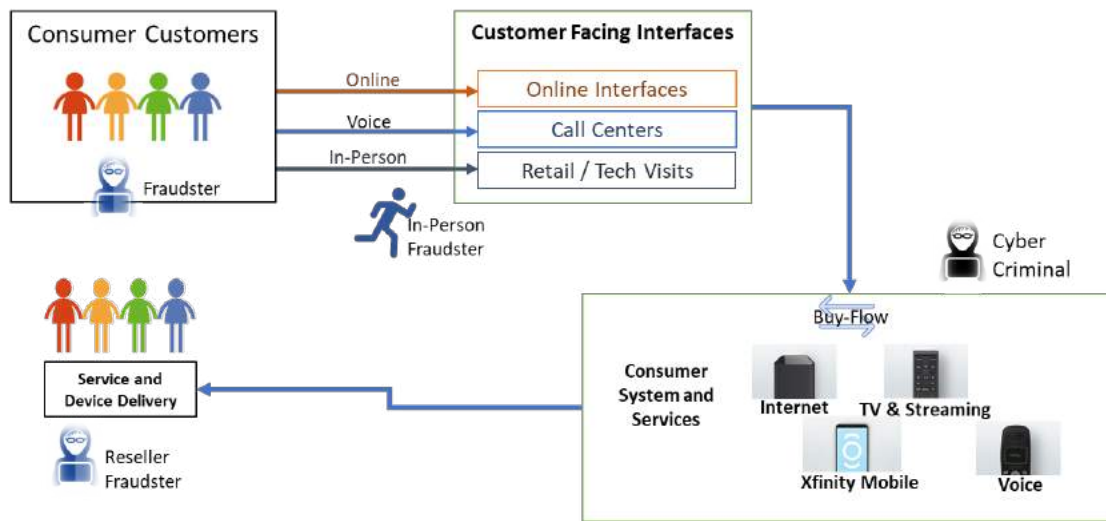 Consumer Customers
Fraudster
Online
Voice
In-Person
In-Person
Fraudster
Customer Facing Interfaces
Online Interfaces
Call Centers
Retail / Tech Visits
Cyber
Criminal
Buy-Flow
Consumer
System and
Services
Internet
TV & Streaming
Xfinity Mobile
Voice
Service and
Device Delivery
Reseller
Fraudster